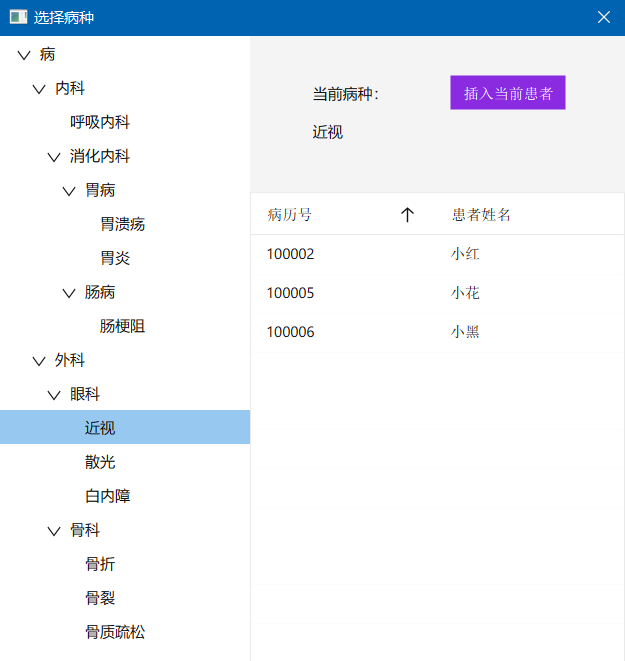 选择病种
病
内科
呼吸内科
消化内科
胃病
胃溃疡
胃炎
肠病
肠梗阻
外科
眼科
近视
散光
白内障
骨科
骨折
骨裂
骨质疏松
当前病种：
插入当前患者
近视
病历号 患者姓名
100002 小红
100005 小花
100006 小黑